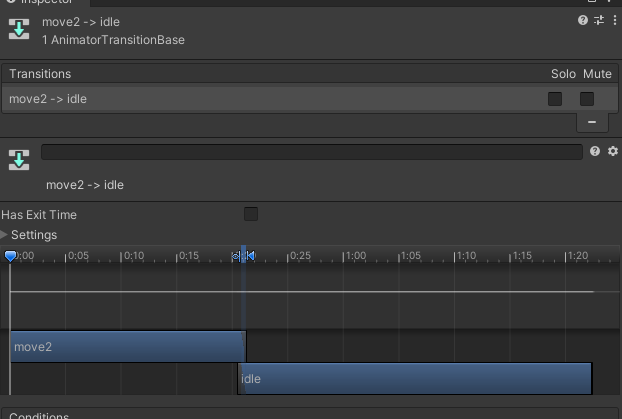 Inspector
move2 -> idle
1 AnimatorTransitionBase
Transitions Solo Mute
move2 -> idle
move2 -> idle
Has Exit Time
Settings
0:00 0:05 0:10 0:15 0:25 1:00 1:05 1:10 1:15 1:20
move2
idle
Conditions